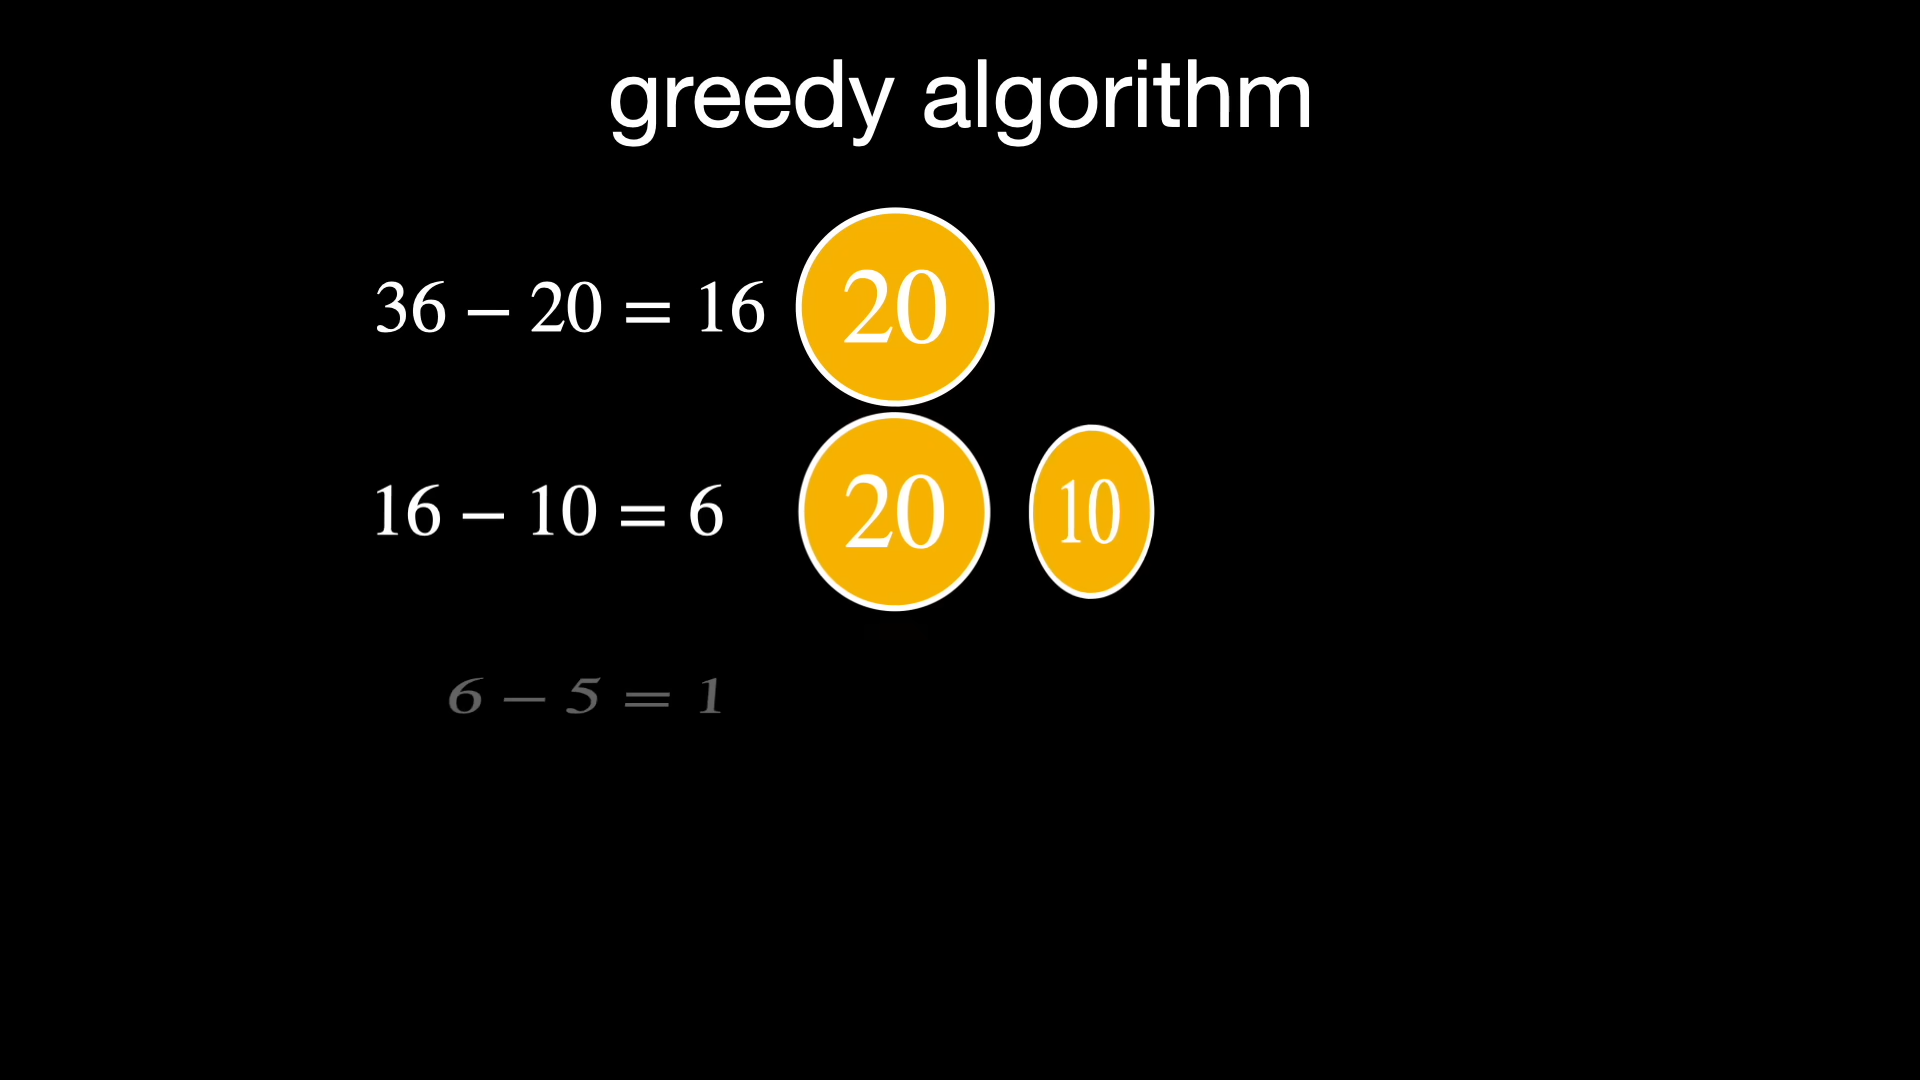 greedy algorithm
36 − 20 = 16 20
16 − 10 = 6 20 10
6 − 5 = 1